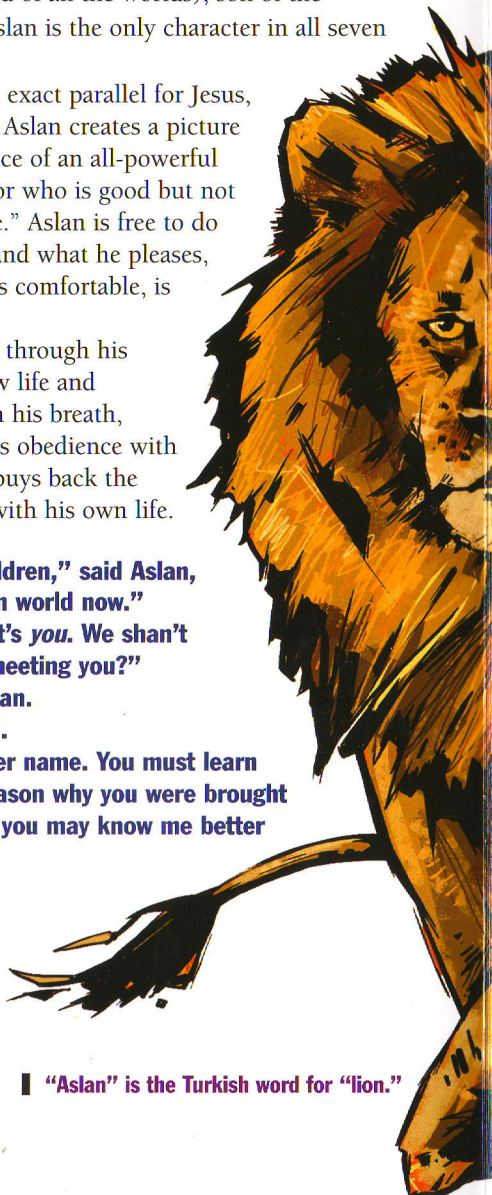 slan is the only character in all seven
exact parallel for Jesus,
Aslan creates a picture
ce of an all-powerful
or who is good but not
e.” Aslan is free to do
und what he pleases,
s comfortable, is
through his
w life and
n his breath,
s obedience with
buys back the
with his own life.
ldren,” said Aslan,
n world now.”
t’s you. We shan’t
meeting you?”
an.
.
er name. You must learn
ason why you were brought
you may know me better
“Aslan” is the Turkish word for “lion.”